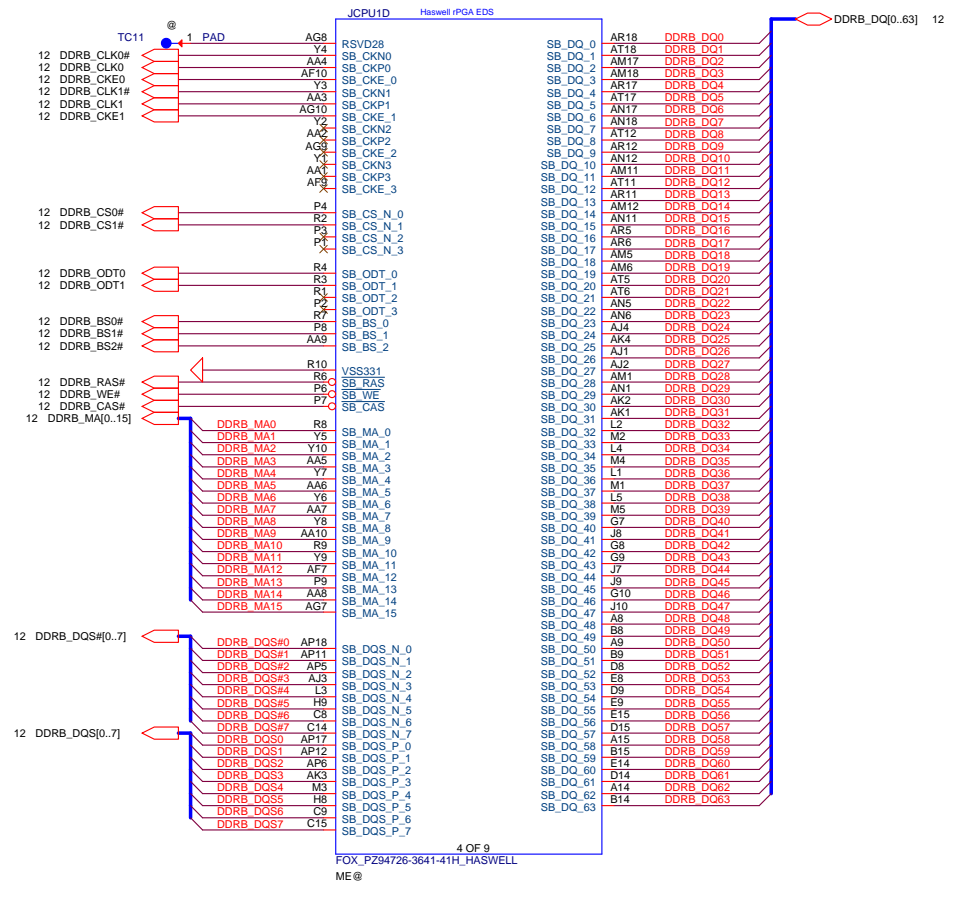 JCPU1D
Haswell rPGA EDS
@
TC11 1 PAD AG8 RSVD28
12 DDRB_CLK0# Y4 SB_CKN0
12 DDRB_CLK0 AA4 SB_CKP0
12 DDRB_CKE0 AF10 SB_CKE_0
12 DDRB_CLK1# Y3 SB_CKN1
12 DDRB_CLK1 AA3 SB_CKP1
12 DDRB_CKE1 AG10 SB_CKE_1
Y2 SB_CKN2
AA2 SB_CKP2
AG9 SB_CKE_2
Y1 SB_CKN3
AA1 SB_CKP3
AF9 SB_CKE_3
12 DDRB_CS0# P4 SB_CS_N_0
12 DDRB_CS1# R2 SB_CS_N_1
P3 SB_CS_N_2
P1 SB_CS_N_3
12 DDRB_ODT0 R4 SB_ODT_0
12 DDRB_ODT1 R3 SB_ODT_1
R1 SB_ODT_2
P2 SB_ODT_3
12 DDRB_BS0# R7 SB_BS_0
12 DDRB_BS1# P8 SB_BS_1
12 DDRB_BS2# AA9 SB_BS_2
R10 VSS331
12 DDRB_RAS# R6 SB_RAS
12 DDRB_WE# P6 SB_WE
12 DDRB_CAS# P7 SB_CAS
12 DDRB_MA[0..15]
DDRB_MA0 R8 SB_MA_0
DDRB_MA1 Y5 SB_MA_1
DDRB_MA2 Y10 SB_MA_2
DDRB_MA3 AA5 SB_MA_3
DDRB_MA4 Y7 SB_MA_4
DDRB_MA5 AA6 SB_MA_5
DDRB_MA6 Y6 SB_MA_6
DDRB_MA7 AA7 SB_MA_7
DDRB_MA8 Y8 SB_MA_8
DDRB_MA9 AA10 SB_MA_9
DDRB_MA10 R9 SB_MA_10
DDRB_MA11 Y9 SB_MA_11
DDRB_MA12 AF7 SB_MA_12
DDRB_MA13 P9 SB_MA_13
DDRB_MA14 AA8 SB_MA_14
DDRB_MA15 AG7 SB_MA_15
12 DDRB_DQS#[0..7]
DDRB_DQS#0 AP18 SB_DQS_N_0
DDRB_DQS#1 AP11 SB_DQS_N_1
DDRB_DQS#2 AP5 SB_DQS_N_2
DDRB_DQS#3 AJ3 SB_DQS_N_3
DDRB_DQS#4 L3 SB_DQS_N_4
DDRB_DQS#5 H9 SB_DQS_N_5
DDRB_DQS#6 C8 SB_DQS_N_6
DDRB_DQS#7 C14 SB_DQS_N_7
12 DDRB_DQS[0..7]
DDRB_DQS0 AP17 SB_DQS_P_0
DDRB_DQS1 AP12 SB_DQS_P_1
DDRB_DQS2 AP6 SB_DQS_P_2
DDRB_DQS3 AK3 SB_DQS_P_3
DDRB_DQS4 M3 SB_DQS_P_4
DDRB_DQS5 H8 SB_DQS_P_5
DDRB_DQS6 C9 SB_DQS_P_6
DDRB_DQS7 C15 SB_DQS_P_7
DDRB_DQ[0..63] 12
SB_DQ_0 AR18 DDRB_DQ0
SB_DQ_1 AT18 DDRB_DQ1
SB_DQ_2 AM17 DDRB_DQ2
SB_DQ_3 AM18 DDRB_DQ3
SB_DQ_4 AR17 DDRB_DQ4
SB_DQ_5 AT17 DDRB_DQ5
SB_DQ_6 AN17 DDRB_DQ6
SB_DQ_7 AN18 DDRB_DQ7
SB_DQ_8 AT12 DDRB_DQ8
SB_DQ_9 AR12 DDRB_DQ9
SB_DQ_10 AN12 DDRB_DQ10
SB_DQ_11 AM11 DDRB_DQ11
SB_DQ_12 AT11 DDRB_DQ12
SB_DQ_13 AR11 DDRB_DQ13
SB_DQ_14 AM12 DDRB_DQ14
SB_DQ_15 AN11 DDRB_DQ15
SB_DQ_16 AR5 DDRB_DQ16
SB_DQ_17 AR6 DDRB_DQ17
SB_DQ_18 AM5 DDRB_DQ18
SB_DQ_19 AM6 DDRB_DQ19
SB_DQ_20 AT5 DDRB_DQ20
SB_DQ_21 AT6 DDRB_DQ21
SB_DQ_22 AN5 DDRB_DQ22
SB_DQ_23 AN6 DDRB_DQ23
SB_DQ_24 AJ4 DDRB_DQ24
SB_DQ_25 AK4 DDRB_DQ25
SB_DQ_26 AJ1 DDRB_DQ26
SB_DQ_27 AJ2 DDRB_DQ27
SB_DQ_28 AM1 DDRB_DQ28
SB_DQ_29 AN1 DDRB_DQ29
SB_DQ_30 AK2 DDRB_DQ30
SB_DQ_31 AK1 DDRB_DQ31
SB_DQ_32 L2 DDRB_DQ32
SB_DQ_33 M2 DDRB_DQ33
SB_DQ_34 L4 DDRB_DQ34
SB_DQ_35 M4 DDRB_DQ35
SB_DQ_36 L1 DDRB_DQ36
SB_DQ_37 M1 DDRB_DQ37
SB_DQ_38 L5 DDRB_DQ38
SB_DQ_39 M5 DDRB_DQ39
SB_DQ_40 G7 DDRB_DQ40
SB_DQ_41 J8 DDRB_DQ41
SB_DQ_42 G8 DDRB_DQ42
SB_DQ_43 G9 DDRB_DQ43
SB_DQ_44 J7 DDRB_DQ44
SB_DQ_45 J9 DDRB_DQ45
SB_DQ_46 G10 DDRB_DQ46
SB_DQ_47 J10 DDRB_DQ47
SB_DQ_48 A8 DDRB_DQ48
SB_DQ_49 B8 DDRB_DQ49
SB_DQ_50 A9 DDRB_DQ50
SB_DQ_51 B9 DDRB_DQ51
SB_DQ_52 D8 DDRB_DQ52
SB_DQ_53 E8 DDRB_DQ53
SB_DQ_54 D9 DDRB_DQ54
SB_DQ_55 E9 DDRB_DQ55
SB_DQ_56 E15 DDRB_DQ56
SB_DQ_57 D15 DDRB_DQ57
SB_DQ_58 A15 DDRB_DQ58
SB_DQ_59 B15 DDRB_DQ59
SB_DQ_60 E14 DDRB_DQ60
SB_DQ_61 D14 DDRB_DQ61
SB_DQ_62 A14 DDRB_DQ62
SB_DQ_63 B14 DDRB_DQ63
4 OF 9
FOX_PZ94726-3641-41H_HASWELL
ME@